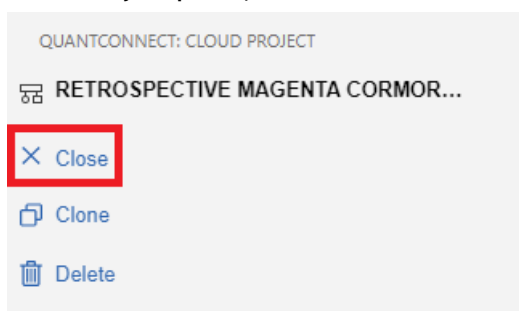 QUANTCONNECT: CLOUD PROJECT
RETROSPECTIVE MAGENTA CORMOR...
Close
Clone
Delete